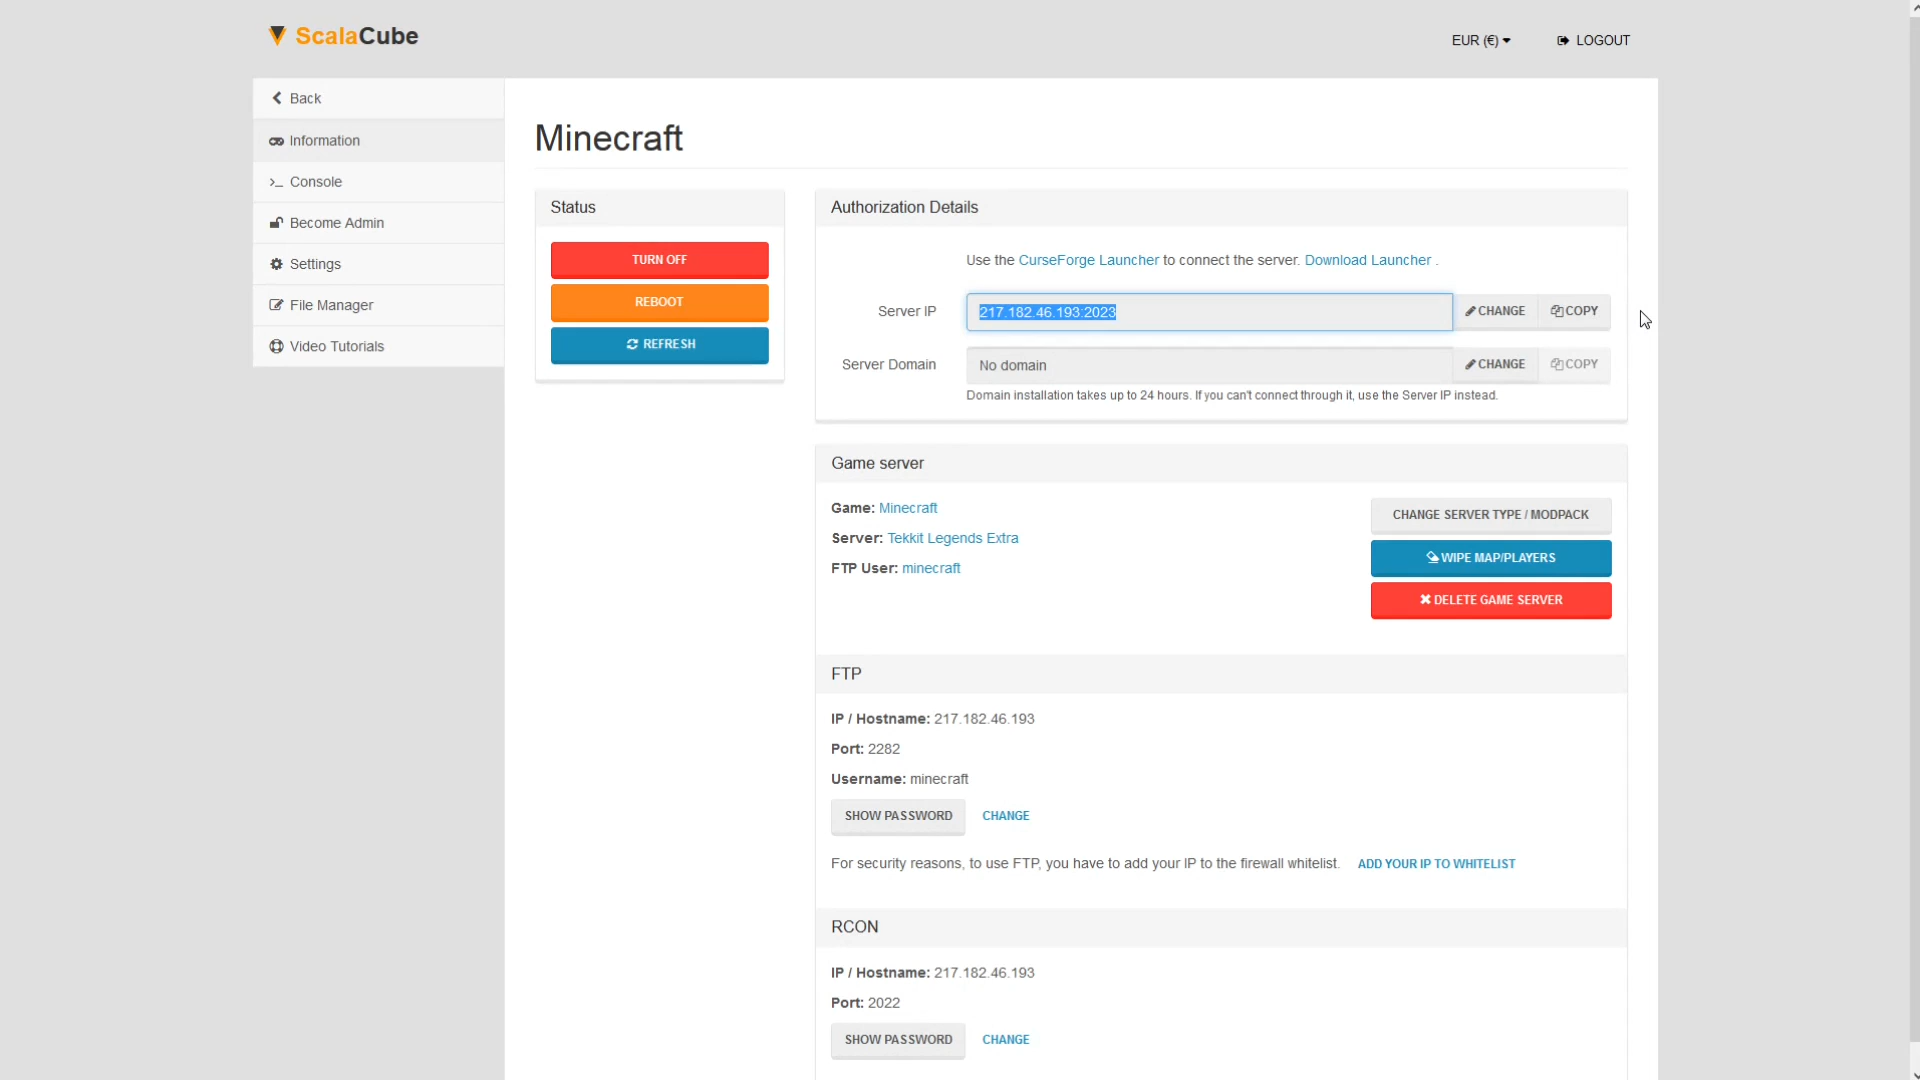 ScalaCube
EUR (€)
LOGOUT
Back
Information
Console
Become Admin
Settings
File Manager
Video Tutorials
Minecraft
Status
TURN OFF
REBOOT
REFRESH
Authorization Details
Use the CurseForge Launcher to connect the server. Download Launcher .
Server IP
217.182.46.193:2023
CHANGE
COPY
Server Domain
No domain
CHANGE
COPY
Domain installation takes up to 24 hours. If you can't connect through it, use the Server IP instead.
Game server
Game: Minecraft
Server: Tekkit Legends Extra
FTP User: minecraft
CHANGE SERVER TYPE / MODPACK
WIPE MAP/PLAYERS
DELETE GAME SERVER
FTP
IP / Hostname: 217.182.46.193
Port: 2282
Username: minecraft
SHOW PASSWORD
CHANGE
For security reasons, to use FTP, you have to add your IP to the firewall whitelist.
ADD YOUR IP TO WHITELIST
RCON
IP / Hostname: 217.182.46.193
Port: 2022
SHOW PASSWORD
CHANGE